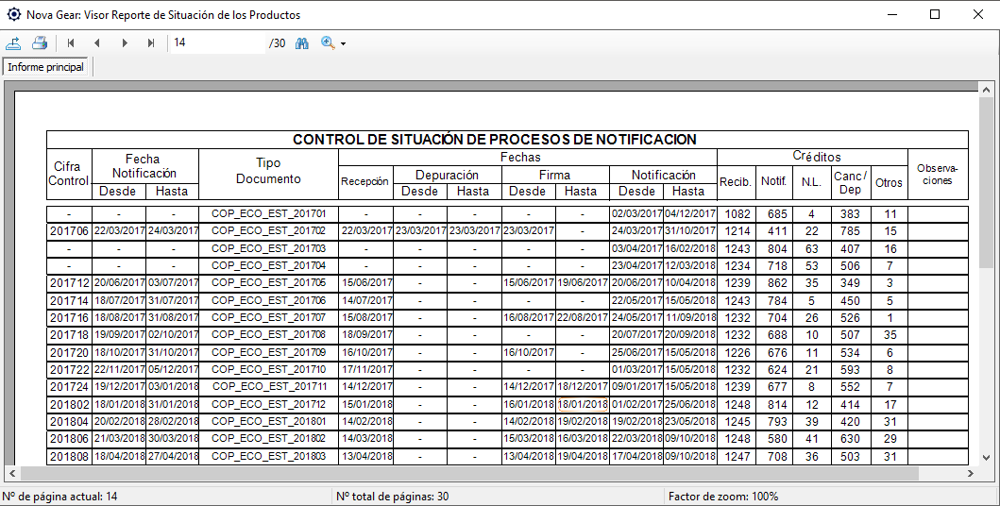 Nova Gear: Visor Reporte de Situación de los Productos
14 /30
Informe principal
CONTROL DE SITUACIÓN DE PROCESOS DE NOTIFICACION
Cifra Control. Fecha Notificación Tipo Documento Fechas Créditos Observa-ciones
Recepción Depuración Firma Notificación Recib. Notif. N.L. Canc/Dep Otros
Desde Hasta Desde Hasta Desde Hasta Desde Hasta
- - - COP_ECO_EST_201701 - - - - - 02/03/2017 04/12/2017 1082 685 4 383 11
201706 22/03/2017 24/03/2017 COP_ECO_EST_201702 22/03/2017 23/03/2017 23/03/2017 23/03/2017 - 24/03/2017 31/10/2017 1214 411 22 785 15
- - - COP_ECO_EST_201703 - - - - - 03/04/2017 16/02/2018 1243 804 63 407 16
- - - COP_ECO_EST_201704 - - - - - 23/04/2017 12/03/2018 1234 718 53 506 7
201712 20/06/2017 03/07/2017 COP_ECO_EST_201705 15/06/2017 - - 15/06/2017 19/06/2017 20/06/2017 10/04/2018 1239 862 35 349 3
201714 18/07/2017 31/07/2017 COP_ECO_EST_201706 14/07/2017 - - - - 22/05/2017 15/05/2018 1243 784 5 450 5
201716 18/08/2017 31/08/2017 COP_ECO_EST_201707 15/08/2017 - - 16/08/2017 22/08/2017 24/05/2017 11/09/2018 1232 704 26 526 1
201718 19/09/2017 02/10/2017 COP_ECO_EST_201708 18/09/2017 - - - - 20/07/2017 20/09/2018 1232 688 10 507 35
201720 18/10/2017 31/10/2017 COP_ECO_EST_201709 16/10/2017 - - 16/10/2017 - 25/06/2017 15/05/2018 1226 676 11 534 6
201722 22/11/2017 05/12/2017 COP_ECO_EST_201710 17/11/2017 - - - - 01/03/2017 15/05/2018 1232 624 21 593 8
201724 19/12/2017 03/01/2018 COP_ECO_EST_201711 14/12/2017 - - 14/12/2017 18/12/2017 09/01/2017 15/05/2018 1239 677 8 552 7
201802 18/01/2018 31/01/2018 COP_ECO_EST_201712 15/01/2018 - - 16/01/2018 18/01/2018 01/02/2017 25/06/2018 1248 814 12 414 17
201804 20/02/2018 28/02/2018 COP_ECO_EST_201801 14/02/2018 - - 14/02/2018 19/02/2018 19/02/2018 23/05/2018 1245 793 39 420 31
201806 21/03/2018 30/03/2018 COP_ECO_EST_201802 14/03/2018 - - 15/03/2018 16/03/2018 22/03/2018 09/10/2018 1248 580 41 630 29
201808 18/04/2018 27/04/2018 COP_ECO_EST_201803 13/04/2018 - - 13/04/2018 19/04/2018 17/04/2018 09/10/2018 1247 708 36 503 31
Nº de página actual: 14 Nº total de páginas: 30 Factor de zoom: 100%